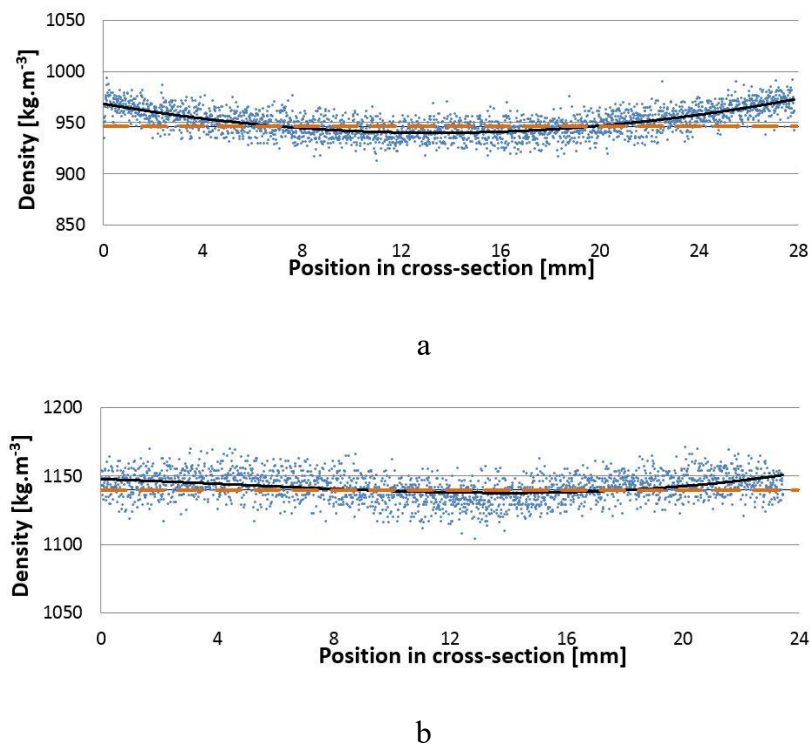 1050
1000
950
900
850
Density [kg.m-3]
0 4 8 12 16 20 24 28
Position in cross-section [mm]
a
1200
1150
1100
1050
Density [kg.m-3]
0 4 8 12 16 20 24
Position in cross-section [mm]
b